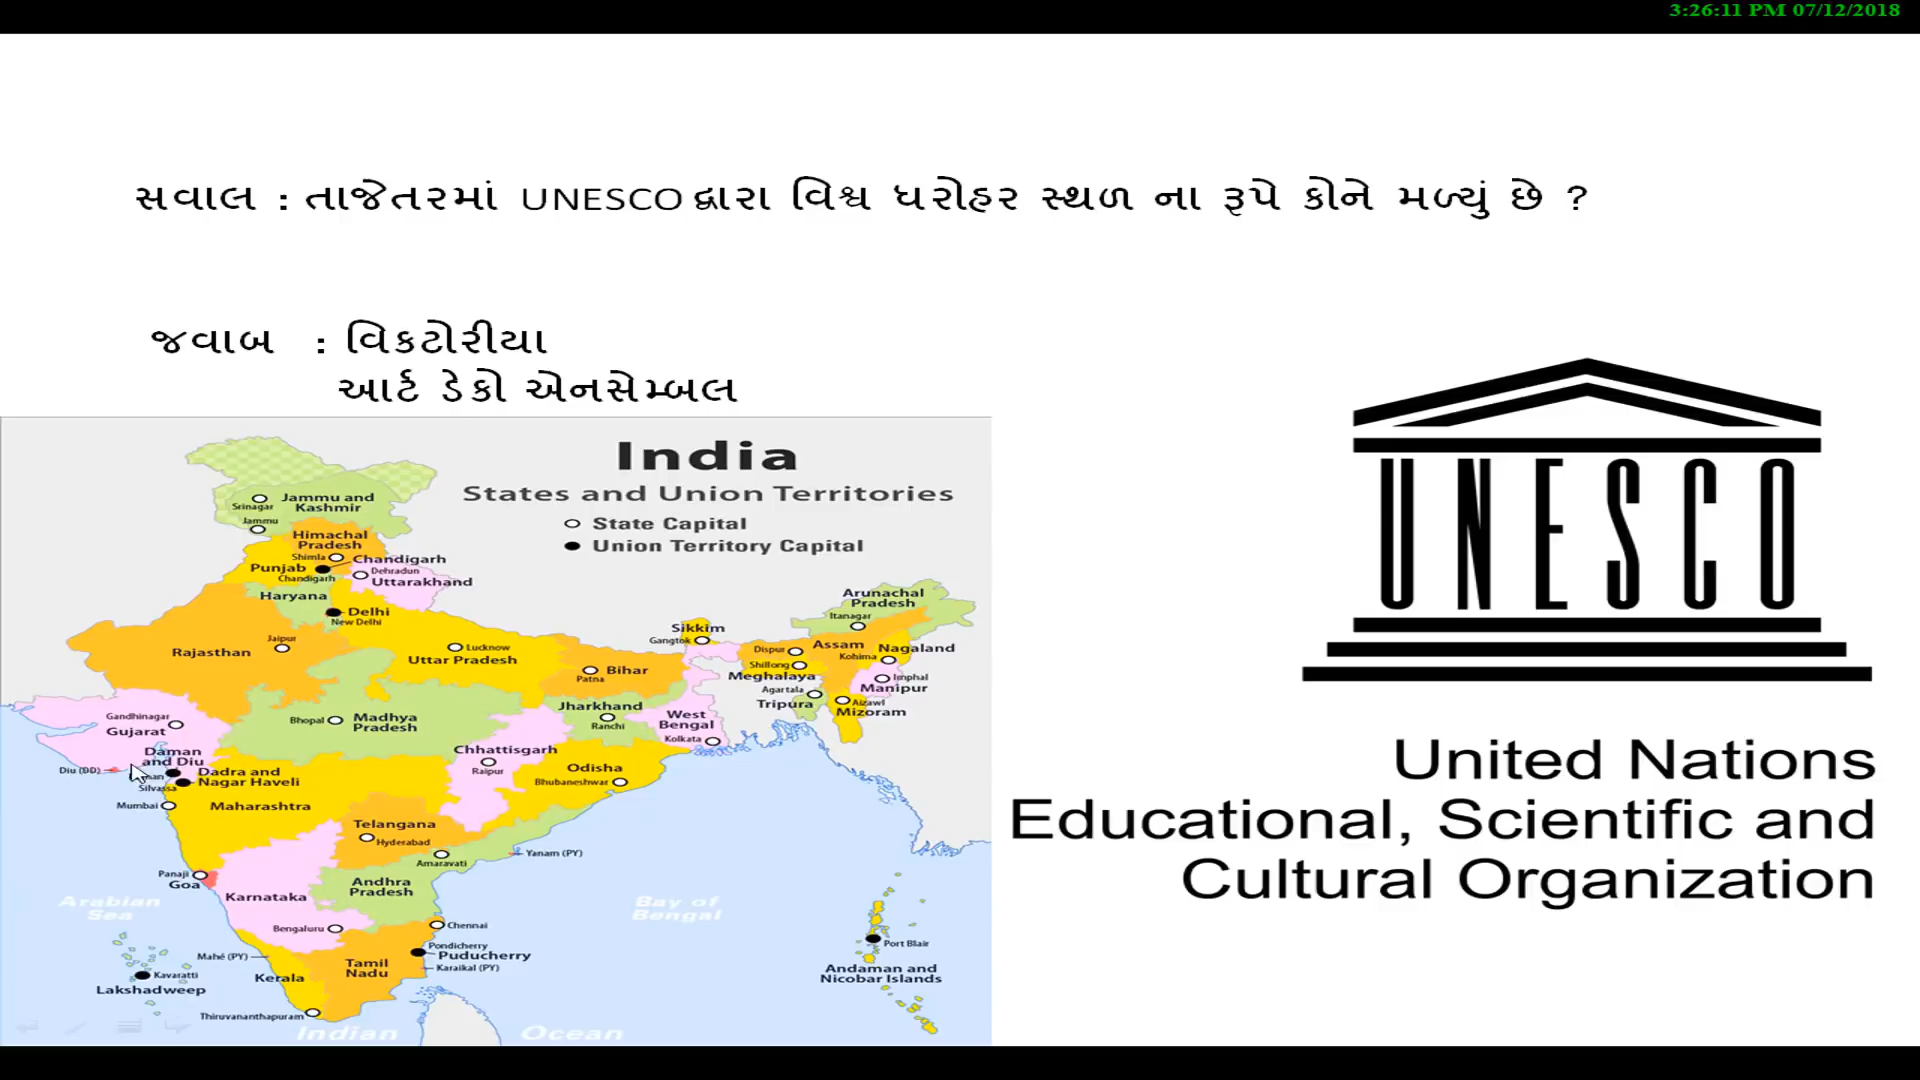 3:26:11 PM 07/12/2018
સવાલ : તાજેતરમાં UNESCO દ્વારા વિશ્વ ધરોહર સ્થળ ના રૂપે કોને મળ્યું છે ?
જવાબ : વિકટોરીયા
આર્ટ ડેકો એનસેમ્બલ
India
States and Union Territories
State Capital
Union Territory Capital
Srinagar
Jammu and
Kashmir
Jammu
Himachal
Pradesh
Shimla
Chandigarh
Punjab
Chandigarh
Dehradun
Uttarakhand
Haryana
Delhi
New Delhi
Arunachal
Pradesh
Itanagar
Sikkim
Gangtok
Jaipur
Rajasthan
Lucknow
Uttar Pradesh
Bihar
Patna
Dispur
Assam
Nagaland
Kohima
Shillong
Meghalaya
Imphal
Manipur
Agartala
Tripura
Aizawl
Mizoram
Gandhinagar
Gujarat
Bhopal
Madhya
Pradesh
Jharkhand
Ranchi
West
Bengal
Kolkata
Chhattisgarh
Raipur
Odisha
Bhubaneshwar
Daman
and Diu
Diu (DD)
Dadra and
Nagar Haveli
Silvassa
Mumbai
Maharashtra
Telangana
Hyderabad
Amaravati
Yanam (PY)
Panaji
Goa
Karnataka
Andhra
Pradesh
Arabian
Sea
Bay of
Bengal
Bengaluru
Chennai
Pondicherry
Puducherry
Karaikal (PY)
Mahé (PY)
Kerala
Tamil
Nadu
Kavaratti
Lakshadweep
Port Blair
Andaman and
Nicobar Islands
Thiruvananthapuram
Indian Ocean
UNESCO
United Nations
Educational, Scientific and
Cultural Organization